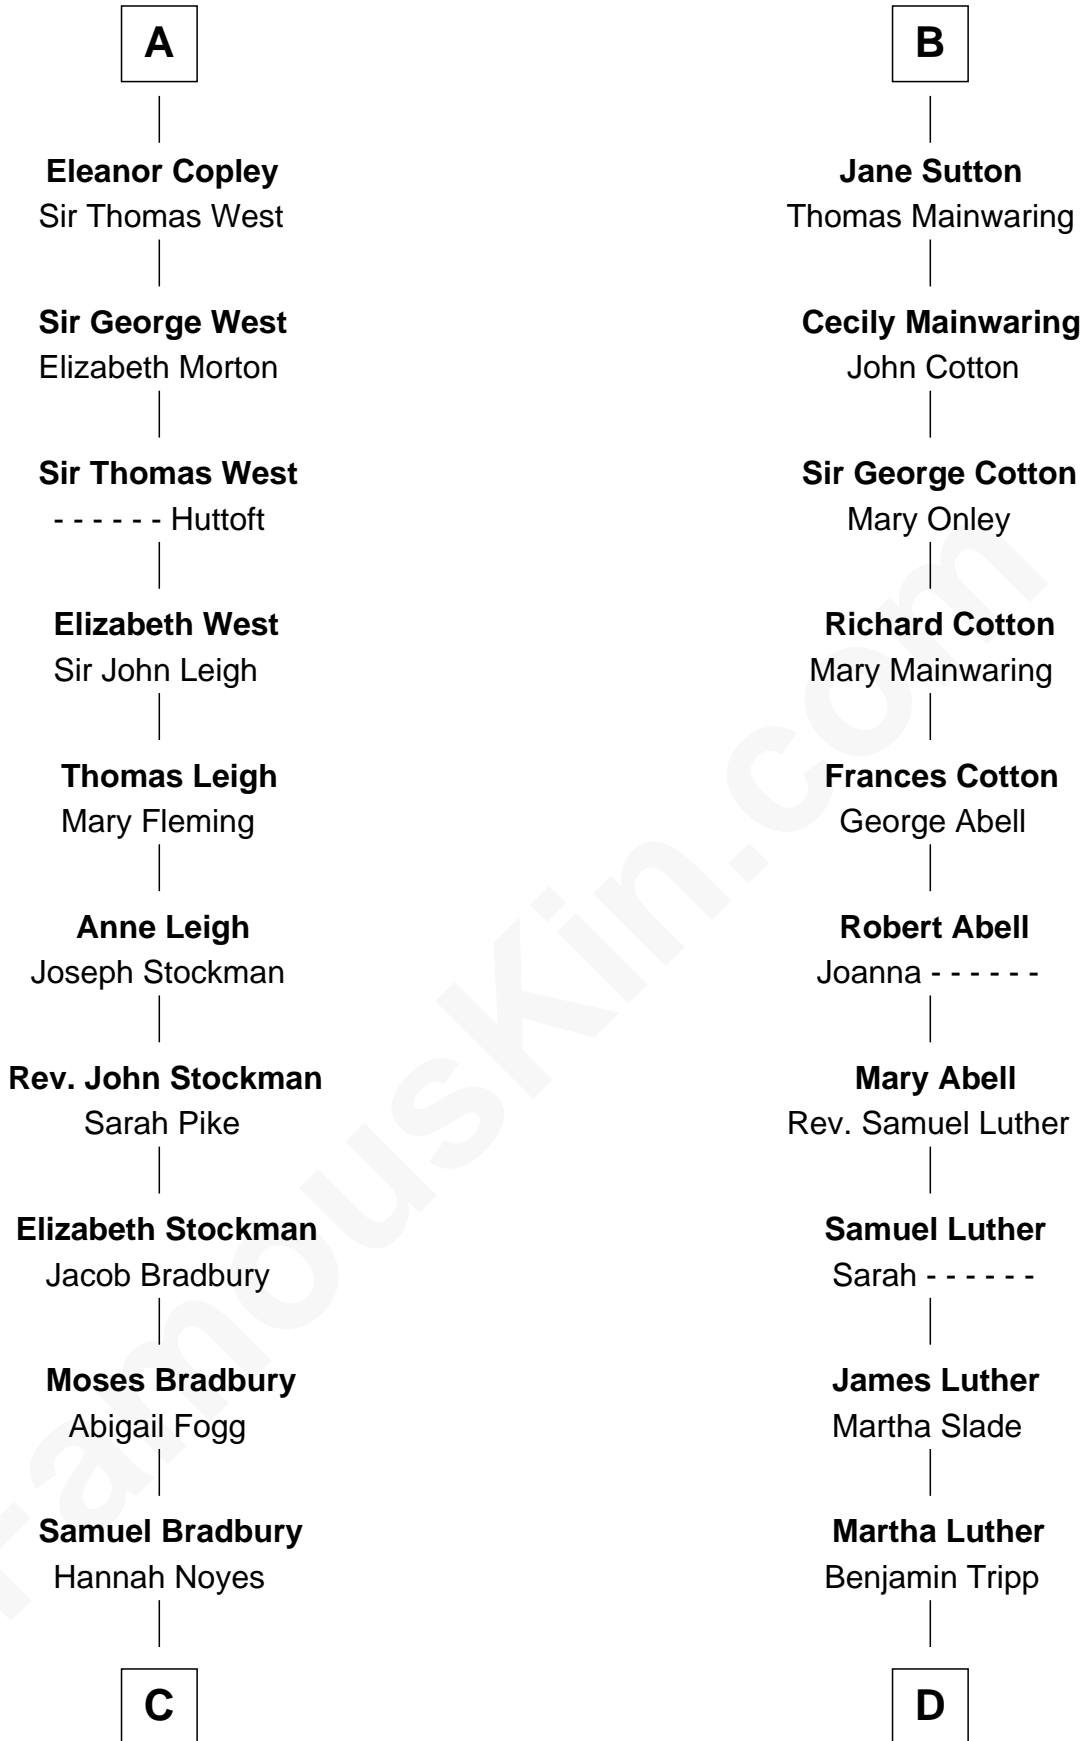 A
Eleanor Copley
Sir Thomas West
Sir George West
Elizabeth Morton
Sir Thomas West
- - - - - - Huttoft
Elizabeth West
Sir John Leigh
Thomas Leigh
Mary Fleming
Anne Leigh
Joseph Stockman
Rev. John Stockman
Sarah Pike
Elizabeth Stockman
Jacob Bradbury
Moses Bradbury
Abigail Fogg
Samuel Bradbury
Hannah Noyes
C
B
Jane Sutton
Thomas Mainwaring
Cecily Mainwaring
John Cotton
Sir George Cotton
Mary Onley
Richard Cotton
Mary Mainwaring
Frances Cotton
George Abell
Robert Abell
Joanna - - - - - -
Mary Abell
Rev. Samuel Luther
Samuel Luther
Sarah - - - - - -
James Luther
Martha Slade
Martha Luther
Benjamin Tripp
D
FamousKin.com